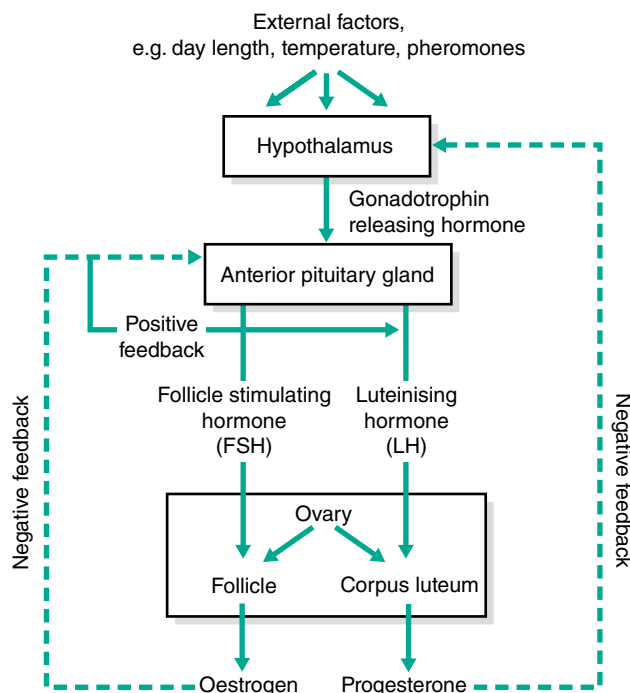 External factors,
e.g. day length, temperature, pheromones
Hypothalamus
Gonadotrophin
releasing hormone
Anterior pituitary gland
Positive
feedback
Follicle stimulating
hormone
(FSH)
Luteinising
hormone
(LH)
Negative feedback
Negative feedback
Ovary
Follicle
Corpus luteum
Oestrogen
Progesterone